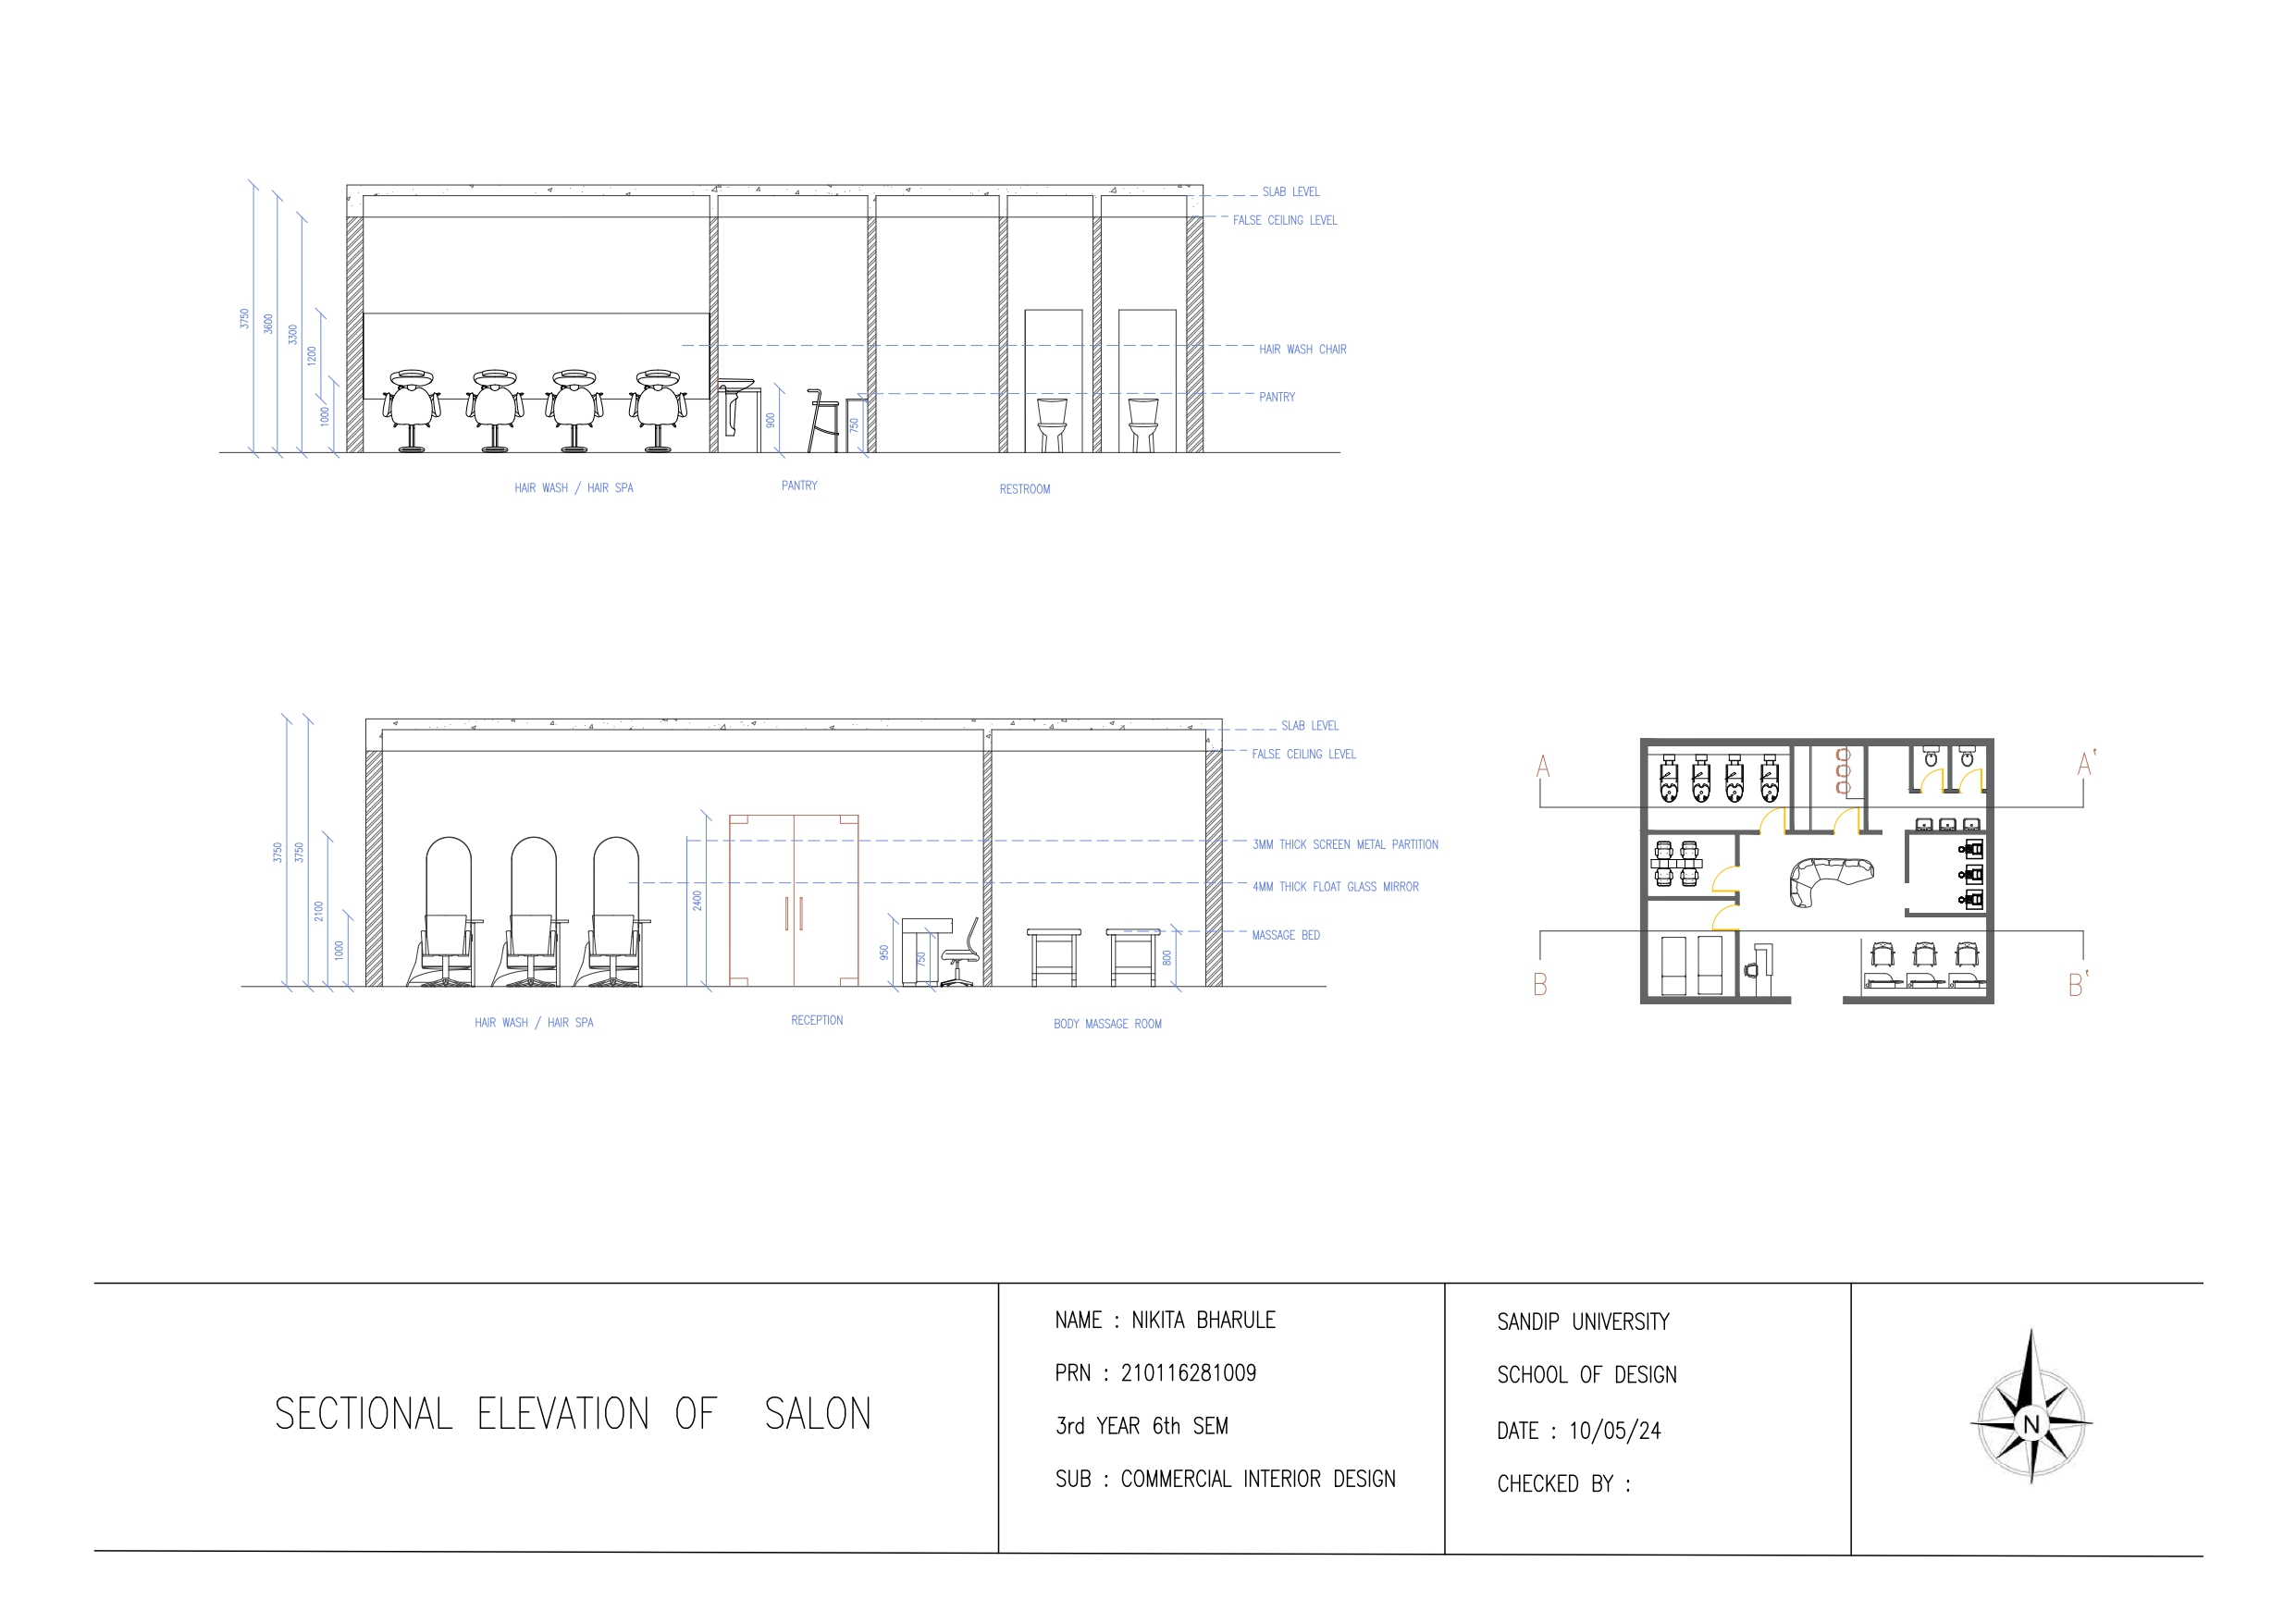 SLAB LEVEL
FALSE CEILING LEVEL
3750
3600
3300
1200
1000
HAIR WASH CHAIR
PANTRY
900
750
HAIR WASH / HAIR SPA
PANTRY
RESTROOM
SLAB LEVEL
FALSE CEILING LEVEL
3750
3750
2100
1000
2400
950
750
800
3MM THICK SCREEN METAL PARTITION
4MM THICK FLOAT GLASS MIRROR
MASSAGE BED
HAIR WASH / HAIR SPA
RECEPTION
BODY MASSAGE ROOM
A
A'
B
B'
SECTIONAL ELEVATION OF SALON
NAME : NIKITA BHARULE
PRN : 210116281009
3rd YEAR 6th SEM
SUB : COMMERCIAL INTERIOR DESIGN
SANDIP UNIVERSITY
SCHOOL OF DESIGN
DATE : 10/05/24
CHECKED BY :
N